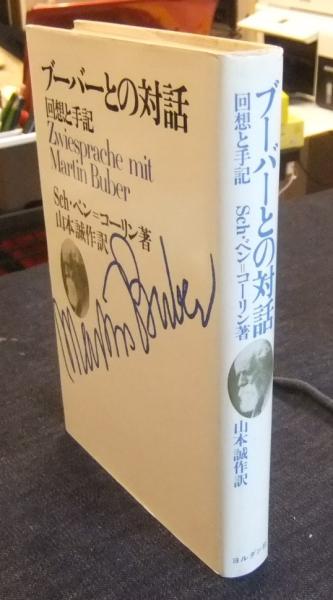 ブーバーとの対話
回想と手記
Zwiesprache mit
Martin Buber
Sch・ベン＝コーリン著
山本誠作訳
Martin Buber
ブーバーとの対話
回想と手記
Sch・ベン＝コーリン著
山本誠作訳
ヨルダン社